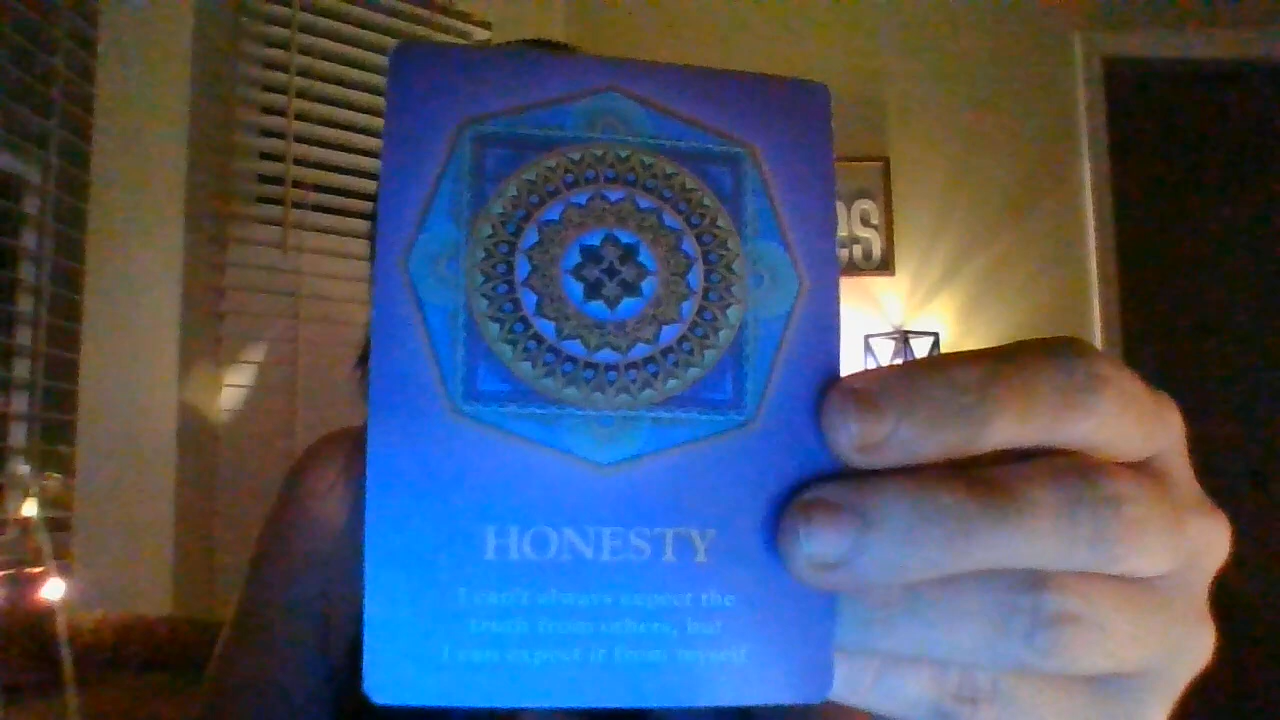 es
HONESTY
I can't always expect the
truth from others, but
I can expect it from myself